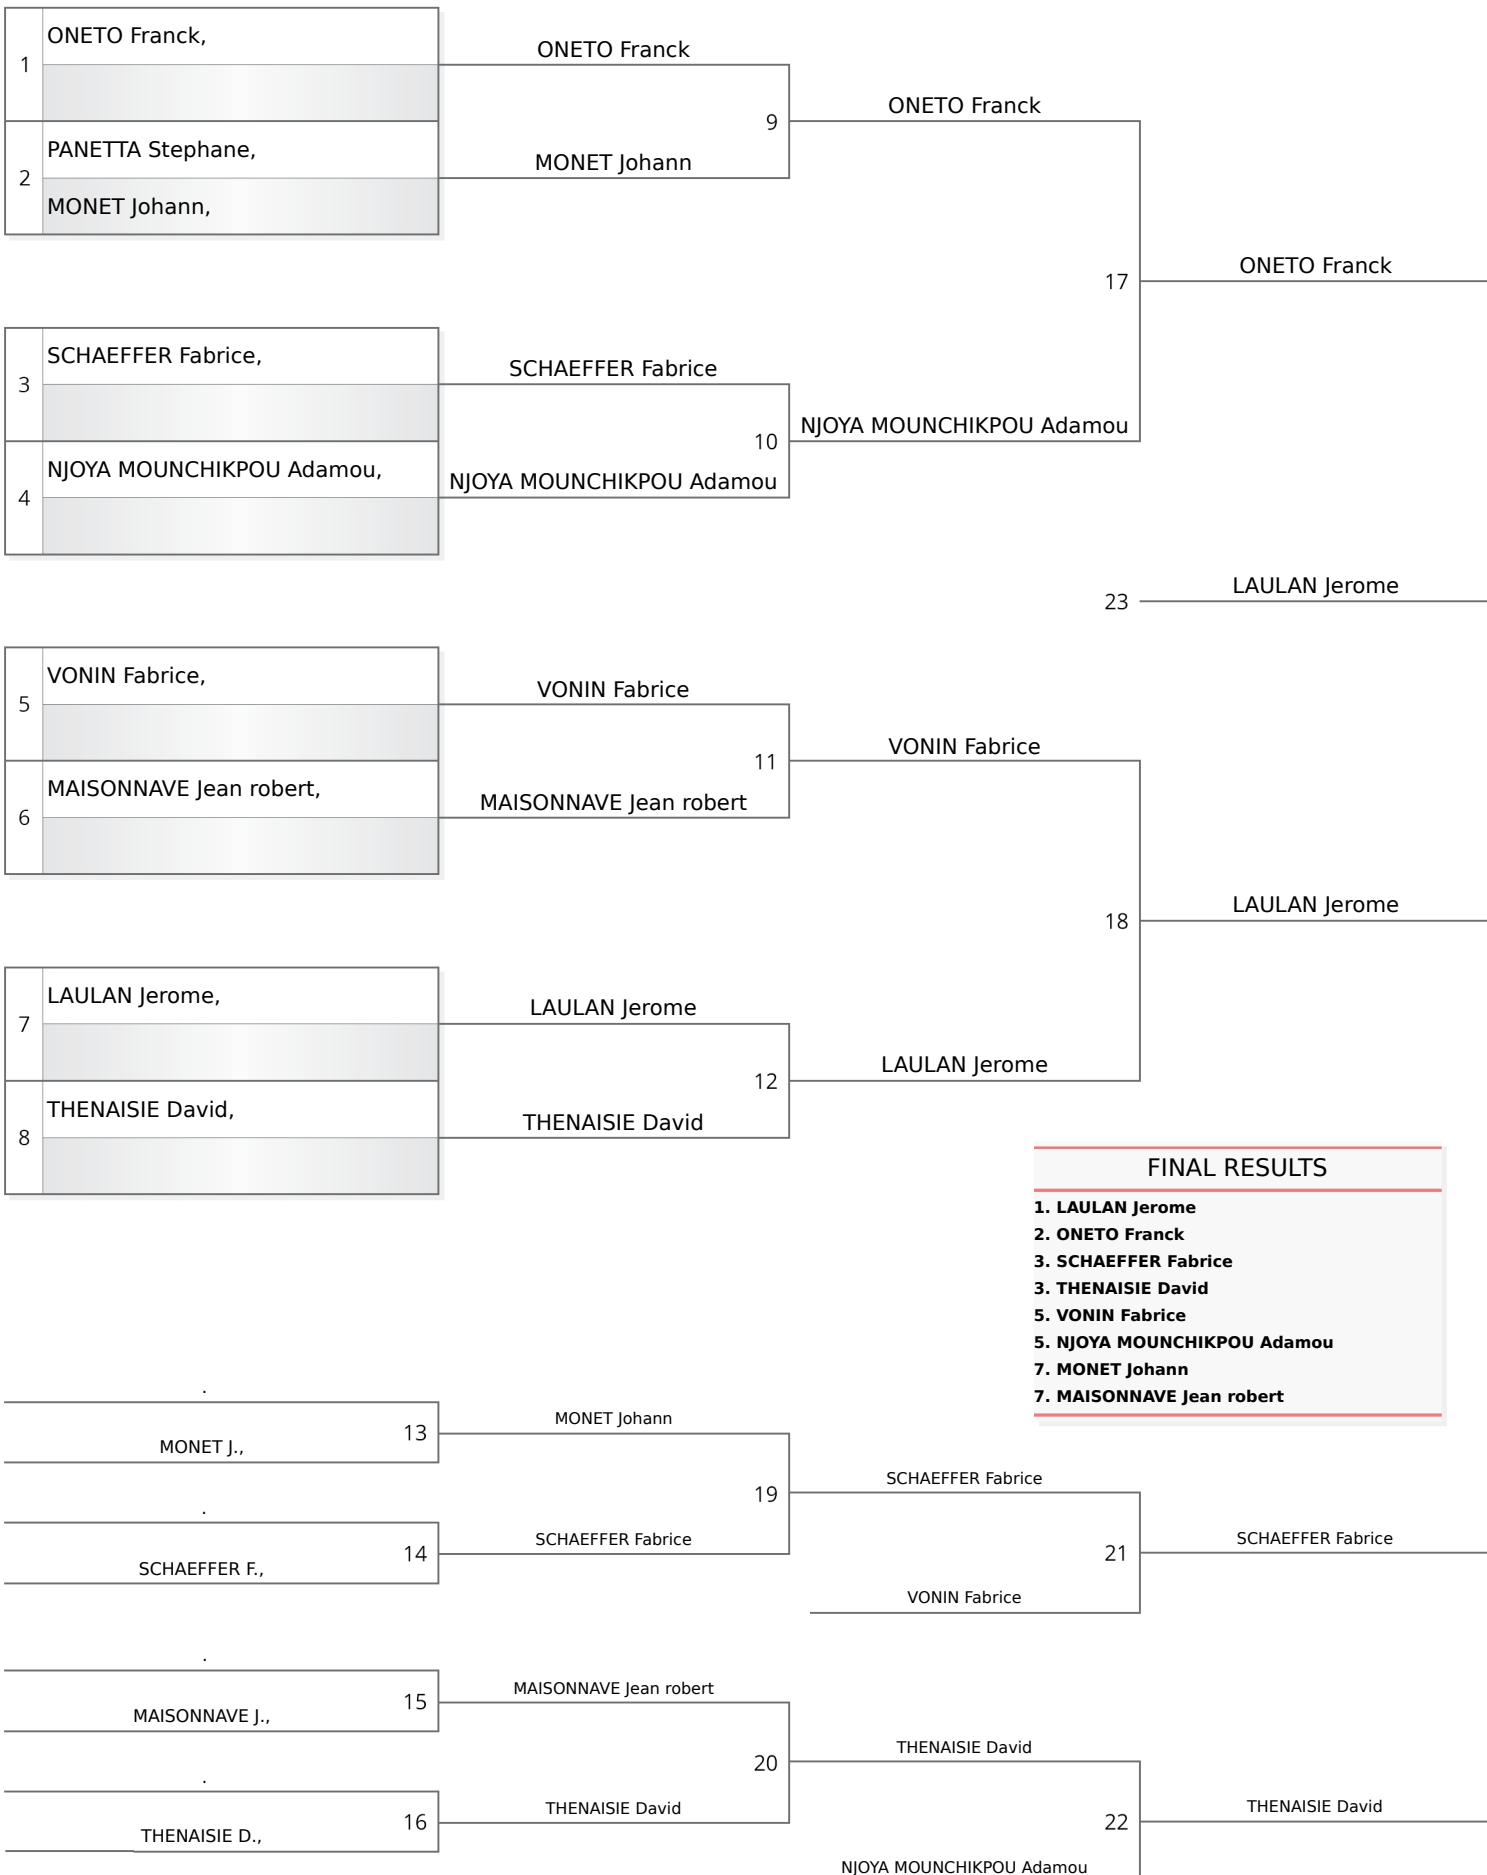 ONETO Franck,
1
ONETO Franck
ONETO Franck
9
PANETTA Stephane,
2
MONET Johann
MONET Johann,
17
ONETO Franck
SCHAEFFER Fabrice,
3
SCHAEFFER Fabrice
10
NJOYA MOUNCHIKPOU Adamou
NJOYA MOUNCHIKPOU Adamou,
4
NJOYA MOUNCHIKPOU Adamou
23
LAULAN Jerome
VONIN Fabrice,
5
VONIN Fabrice
11
VONIN Fabrice
MAISONNAVE Jean robert,
6
MAISONNAVE Jean robert
18
LAULAN Jerome
LAULAN Jerome,
7
LAULAN Jerome
12
LAULAN Jerome
THENAISIE David,
8
THENAISIE David
FINAL RESULTS
1. LAULAN Jerome
2. ONETO Franck
3. SCHAEFFER Fabrice
3. THENAISIE David
5. VONIN Fabrice
5. NJOYA MOUNCHIKPOU Adamou
7. MONET Johann
7. MAISONNAVE Jean robert
.
13
MONET Johann
MONET J.,
19
SCHAEFFER Fabrice
.
14
SCHAEFFER Fabrice
SCHAEFFER F.,
21
SCHAEFFER Fabrice
VONIN Fabrice
.
15
MAISONNAVE Jean robert
MAISONNAVE J.,
20
THENAISIE David
.
16
THENAISIE David
THENAISIE D.,
22
THENAISIE David
NJOYA MOUNCHIKPOU Adamou